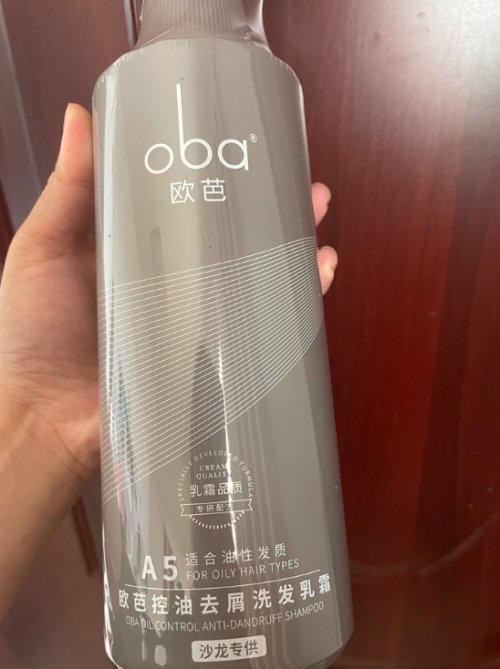 oba®
欧芭
SPECIALLY DEVELOPED FORMULA
CREAM
QUALITY
乳霜品质
专研配方
A5 适合油性发质
FOR OILY HAIR TYPES
欧芭控油去屑洗发乳霜
OBA OIL CONTROL ANTI-DANDRUFF SHAMPOO
沙龙专供